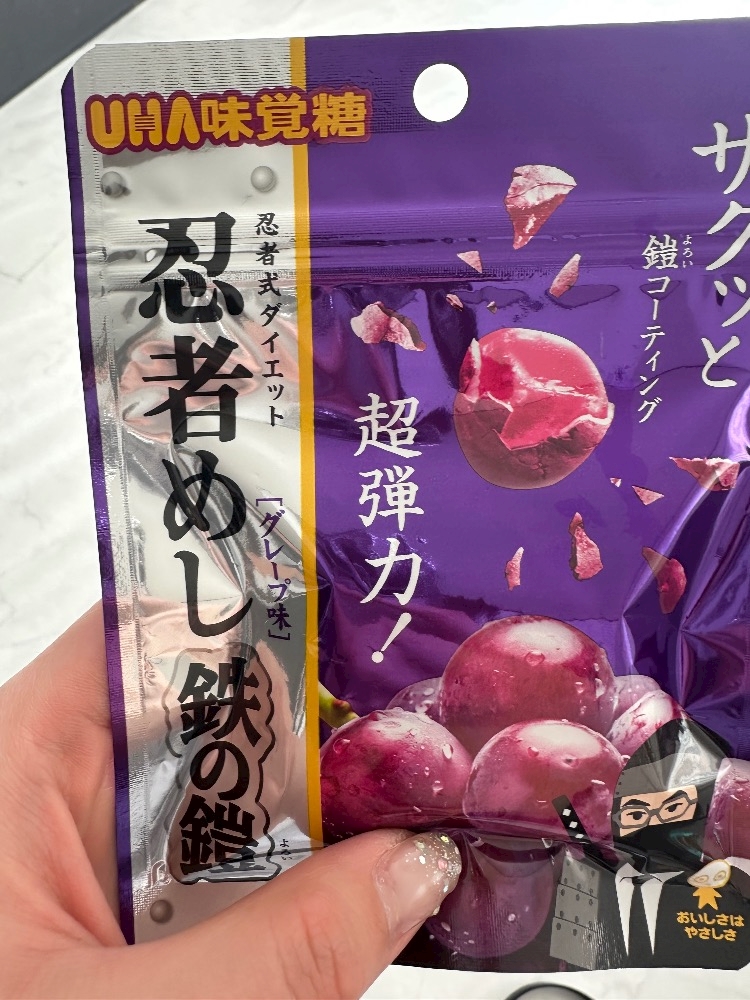 UHA味覚糖
サクッと
鎧コーティング
よろい
超弾力!
忍者式ダイエット
忍者めし
[グレープ味]
鉄の鎧
よろい
おいしさは
やさしさ